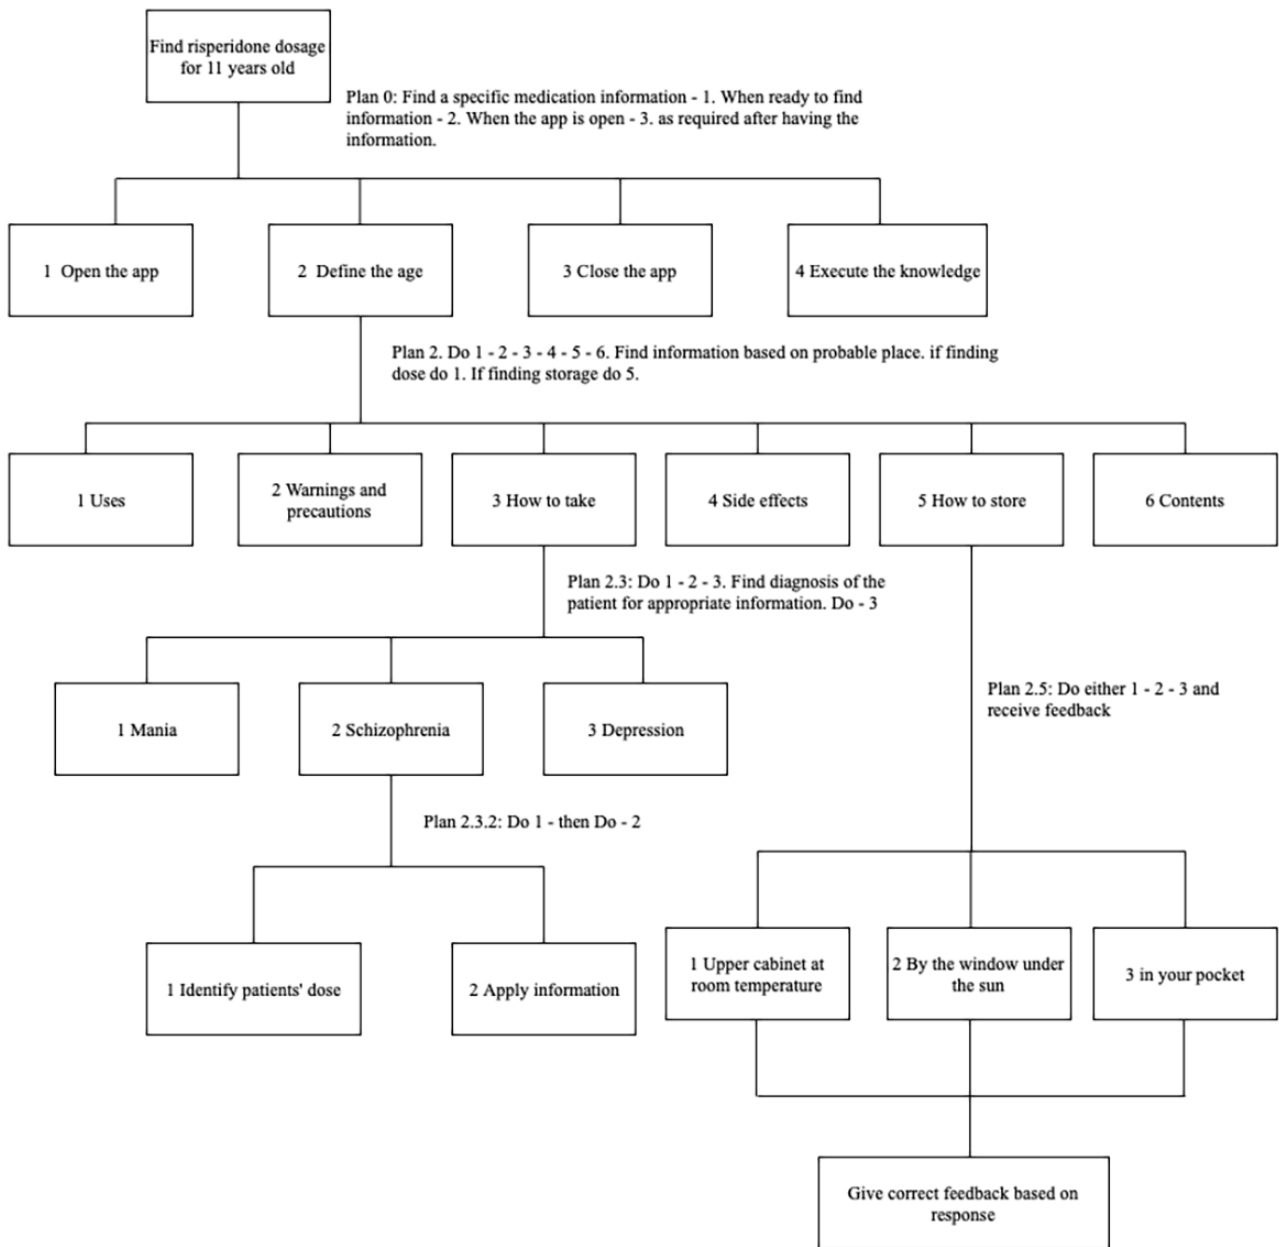 Find risperidone dosage
for 11 years old
Plan 0: Find a specific medication information - 1. When ready to find
information - 2. When the app is open - 3. as required after having the
information.
1 Open the app
2 Define the age
3 Close the app
4 Execute the knowledge
Plan 2. Do 1 - 2 - 3 - 4 - 5 - 6. Find information based on probable place. if finding
dose do 1. If finding storage do 5.
1 Uses
2 Warnings and
precautions
3 How to take
4 Side effects
5 How to store
6 Contents
Plan 2.3: Do 1 - 2 - 3. Find diagnosis of the
patient for appropriate information. Do - 3
1 Mania
2 Schizophrenia
3 Depression
Plan 2.5: Do either 1 - 2 - 3 and
receive feedback
Plan 2.3.2: Do 1 - then Do - 2
1 Identify patients' dose
2 Apply information
1 Upper cabinet at
room temperature
2 By the window under
the sun
3 in your pocket
Give correct feedback based on
response